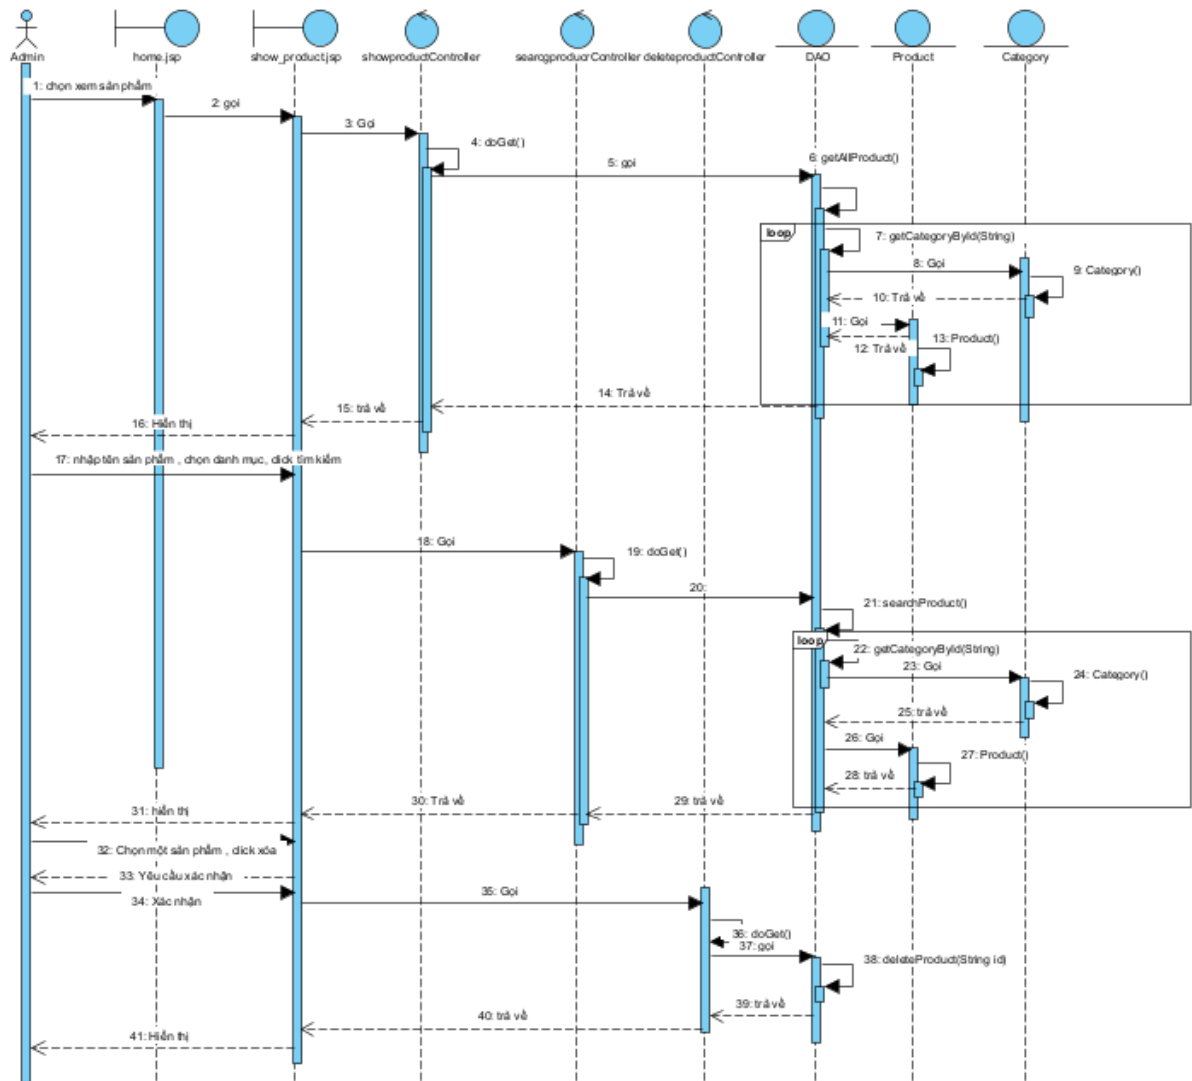 Admin
home.jsp
show_product.jsp
showproductController
searcgproducrController
deleteproductController
DAO
Product
Category
1: chọn xem sản phẩm
2: gọi
3: Gọi
4: doGet()
5: gọi
6: getAllProduct()
loop
7: getCategoryById(String)
8: Gọi
9: Category()
10: Trả về
11: Gọi
12: Trả về
13: Product()
14: Trả về
15: trả về
16: Hiển thị
17: nhập tên sản phẩm , chọn danh mục, click tìm kiếm
18: Gọi
19: doGet()
20:
21: searchProduct()
loop
22: getCategoryById(String)
23: Gọi
24: Category()
25: trả về
26: Gọi
27: Product()
28: trả về
29: trả về
30: Trả về
31: hiển thị
32: Chọn một sản phẩm , click xóa
33: Yêu cầu xác nhận
34: Xác nhận
35: Gọi
36: doGet()
37: gọi
38: deleteProduct(String id)
39: trả về
40: trả về
41: Hiển thị